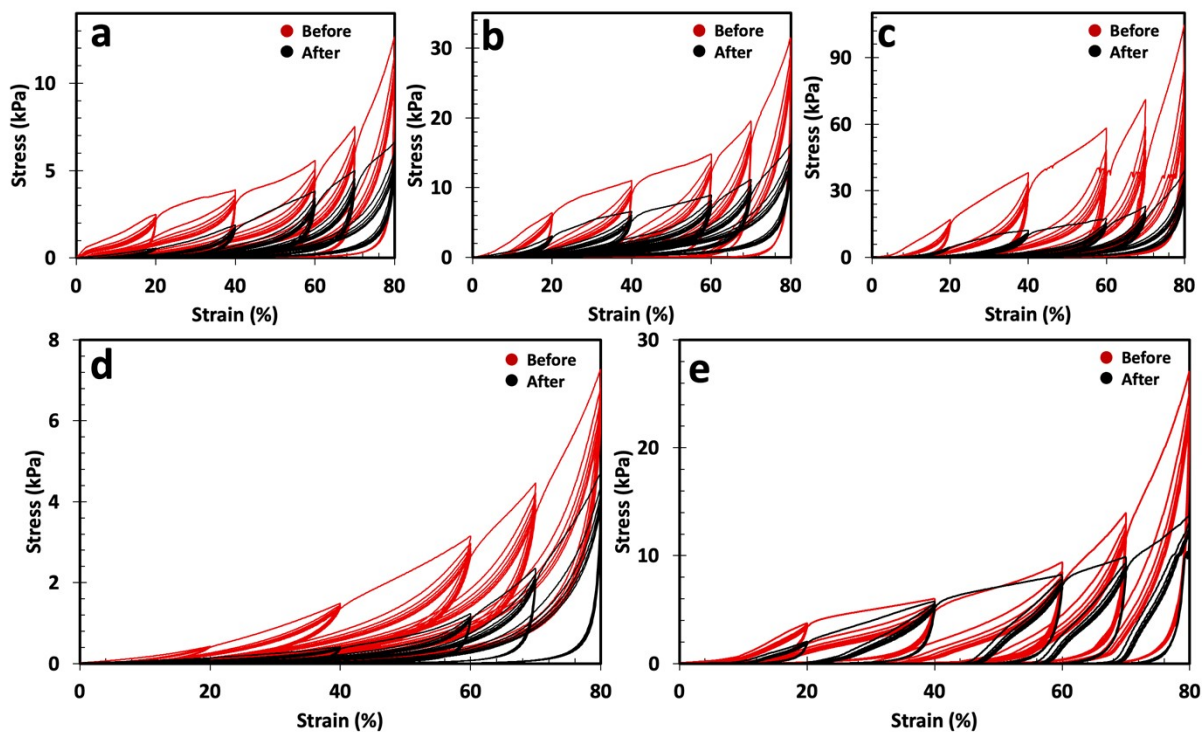 a
Before
After
Stress (kPa)
13
10
5
0
0 20 40 60 80
Strain (%)
b
Before
After
Stress (kPa)
30
20
10
0
0 20 40 60 80
Strain (%)
c
Before
After
Stress (kPa)
90
60
30
0
0 20 40 60 80
Strain (%)
d
Before
After
Stress (kPa)
8
6
4
2
0
0 20 40 60 80
Strain (%)
e
Before
After
Stress (kPa)
30
20
10
0
0 20 40 60 80
Strain (%)